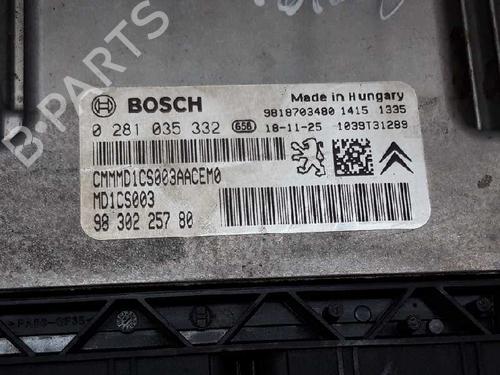 BOSCH
Made in Hungary
9818703480 1415 1335
0 281 035 332 656 18-11-25 1039T31289
CMMMD1CS003AACEM0
MD1CS003
98 302 257 80
B-PARTS